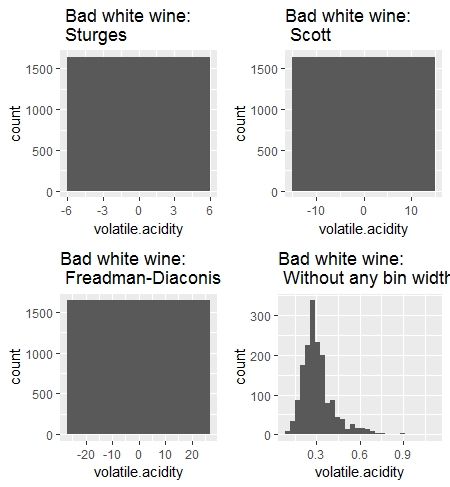 Bad white wine:
Sturges
1500
1000
500
0
count
-6 -3 0 3 6
volatile.acidity
Bad white wine:
Scott
1500
1000
500
0
count
-10 0 10
volatile.acidity
Bad white wine:
Freadman-Diaconis
1500
1000
500
0
count
-20 -10 0 10 20
volatile.acidity
Bad white wine:
Without any bin width
300
200
100
0
count
0.3 0.6 0.9
volatile.acidity